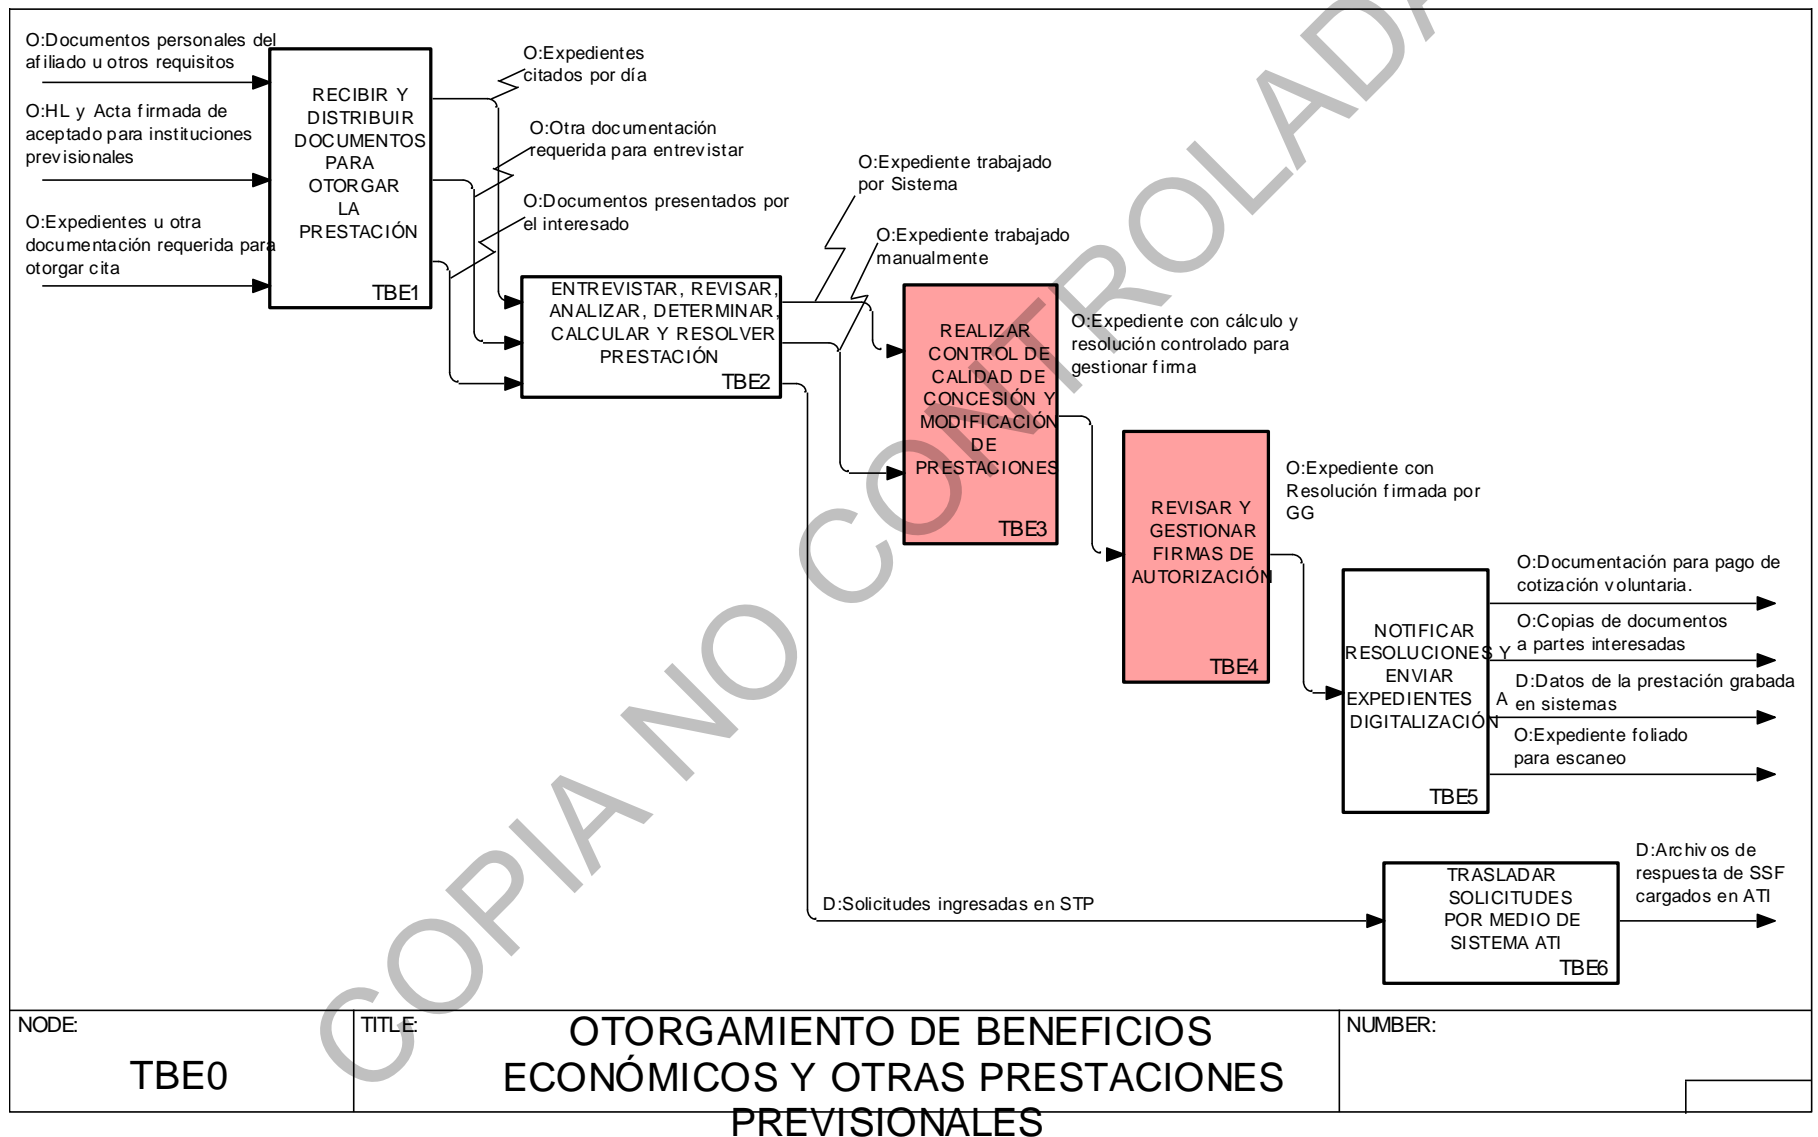 O:Documentos personales del
afiliado u otros requisitos
O:HL y Acta firmada de
aceptado para instituciones
previsionales
O:Expedientes u otra
documentación requerida para
otorgar cita
RECIBIR Y
DISTRIBUIR
DOCUMENTOS
PARA
OTORGAR
LA
PRESTACIÓN
TBE1
O:Expedientes
citados por día
O:Otra documentación
requerida para entrevistar
O:Documentos presentados por
el interesado
ENTREVISTAR, REVISAR,
ANALIZAR, DETERMINAR,
CALCULAR Y RESOLVER
PRESTACIÓN
TBE2
O:Expediente trabajado
por Sistema
O:Expediente trabajado
manualmente
REALIZAR
CONTROL DE
CALIDAD DE
CONCESIÓN Y
MODIFICACIÓN
DE
PRESTACIONES
TBE3
O:Expediente con cálculo y
resolución controlado para
gestionar firma
REVISAR Y
GESTIONAR
FIRMAS DE
AUTORIZACIÓN
TBE4
O:Expediente con
Resolución firmada por
GG
NOTIFICAR
RESOLUCIONES Y
ENVIAR
EXPEDIENTES A
DIGITALIZACIÓN
TBE5
O:Documentación para pago de
cotización voluntaria.
O:Copias de documentos
a partes interesadas
D:Datos de la prestación grabada
en sistemas
O:Expediente foliado
para escaneo
D:Solicitudes ingresadas en STP
TRASLADAR
SOLICITUDES
POR MEDIO DE
SISTEMA ATI
TBE6
D:Archivos de
respuesta de SSF
cargados en ATI
COPIA NO CONTROLADA
NODE:
TBE0
TITLE:
OTORGAMIENTO DE BENEFICIOS
ECONÓMICOS Y OTRAS PRESTACIONES
PREVISIONALES
NUMBER: